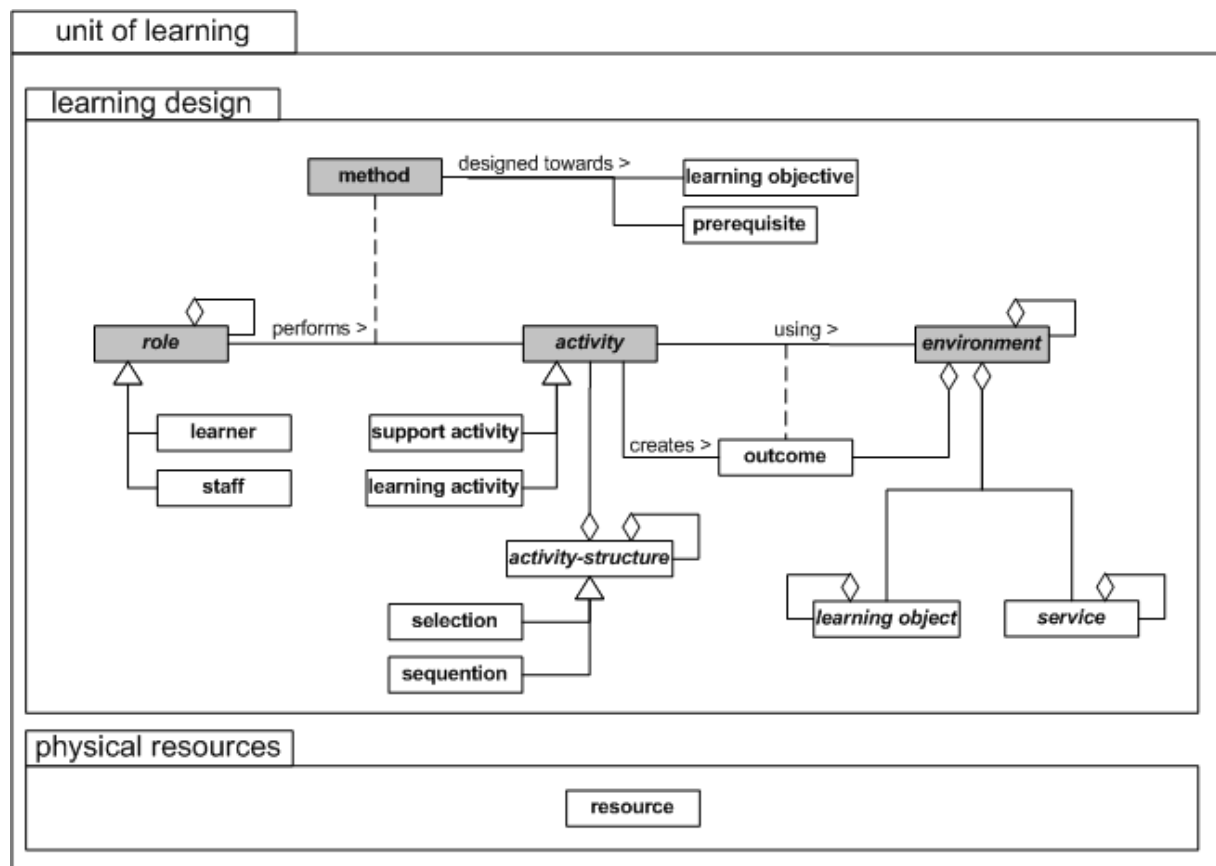 unit of learning
learning design
designed towards >
method
learning objective
prerequisite
performs >
using >
role
activity
environment
learner
support activity
creates >
outcome
staff
learning activity
activity-structure
selection
learning object
service
sequention
physical resources
resource